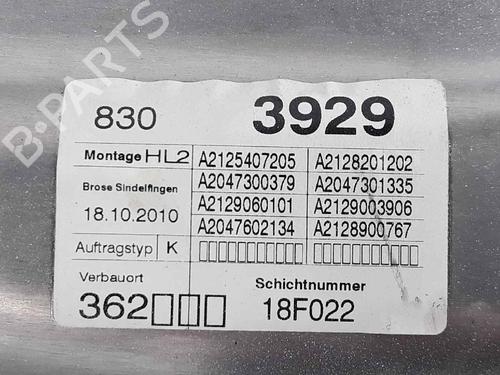 B-PARTS
830 3929
Montage HL2 A2125407205 A2128201202
Brose Sindelfingen A2047300379 A2047301335
18.10.2010 A2129060101 A2129003906
A2047602134 A2128900767
Auftragstyp K
Verbauort Schichtnummer
362 18F022